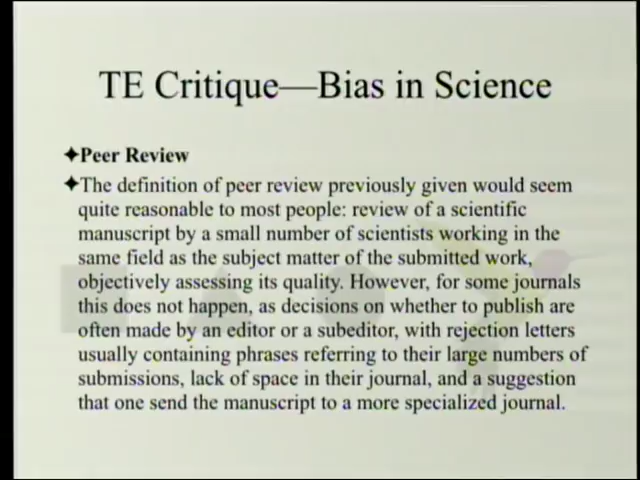 TE Critique—Bias in Science
✦Peer Review
✦The definition of peer review previously given would seem
quite reasonable to most people: review of a scientific
manuscript by a small number of scientists working in the
same field as the subject matter of the submitted work,
objectively assessing its quality. However, for some journals
this does not happen, as decisions on whether to publish are
often made by an editor or a subeditor, with rejection letters
usually containing phrases referring to their large numbers of
submissions, lack of space in their journal, and a suggestion
that one send the manuscript to a more specialized journal.